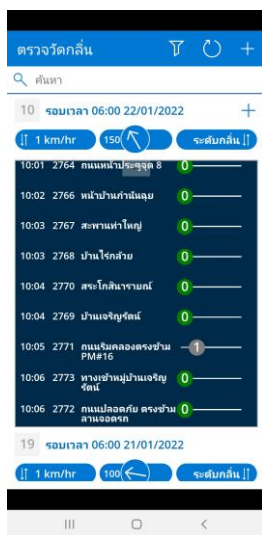 ตรวจวัดกลิ่น
ค้นหา
10 รอบเวลา 06:00 22/01/2022
1 km/hr 150 ระดับกลิ่น
10:01 2764 ถนนหน้าประตูจุด 8 0
10:02 2766 หน้าบ้านกำนันฉุย 0
10:03 2767 สะพานท่าใหญ่ 0
10:03 2768 บ้านไร่กล้วย 0
10:04 2770 สระโกสินารายณ์ 0
10:04 2769 บ้านเจริญรัตน์ 0
10:05 2771 ถนนริมคลองตรงข้าม 1
PM#16
10:06 2773 ทางเข้าหมู่บ้านเจริญ 0
รัตน์
10:06 2772 ถนนปลอดภัย ตรงข้าม 0
ลานจอดรถ
19 รอบเวลา 06:00 21/01/2022
1 km/hr 100 ระดับกลิ่น